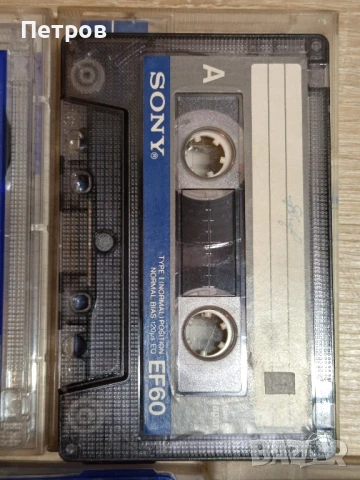 Петров
A
SONY®
TYPE I (NORMAL) POSITION
NORMAL BIAS 120µs EQ
EF60